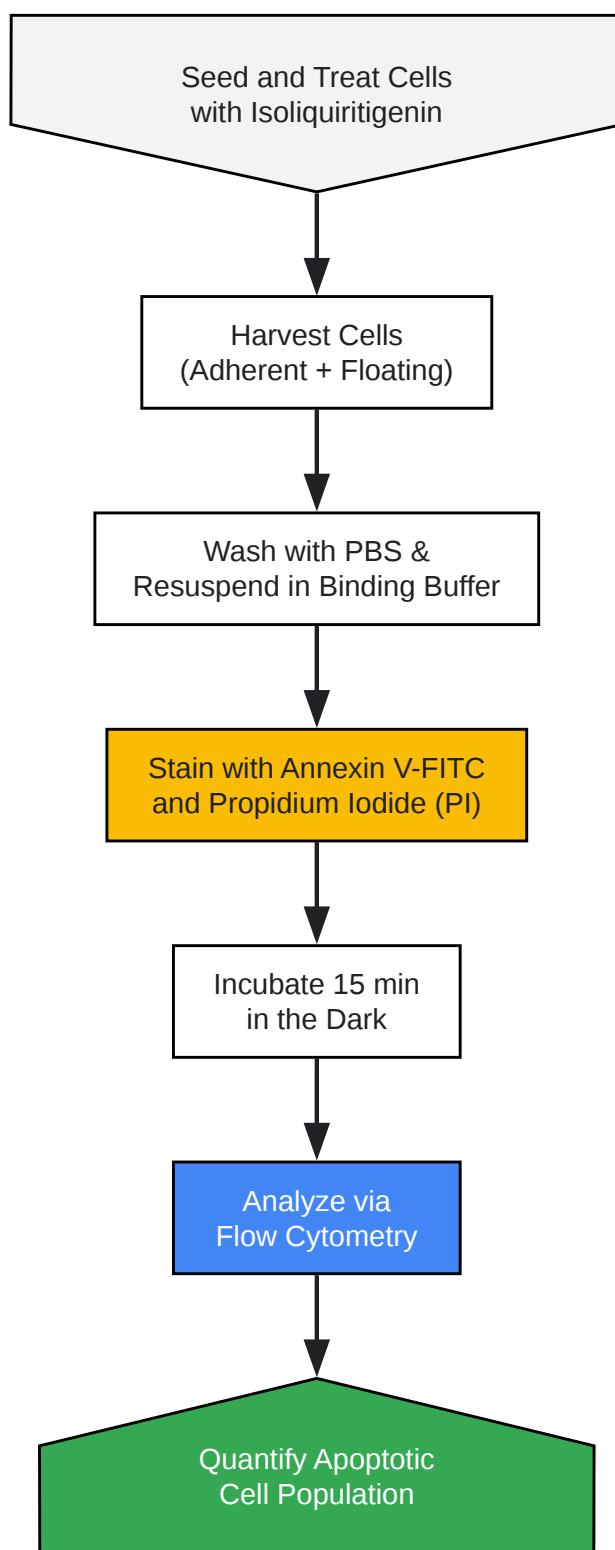 Seed and Treat Cells
with Isoliquiritigenin
Harvest Cells
(Adherent + Floating)
Wash with PBS &
Resuspend in Binding Buffer
Stain with Annexin V-FITC
and Propidium Iodide (PI)
Incubate 15 min
in the Dark
Analyze via
Flow Cytometry
Quantify Apoptotic
Cell Population